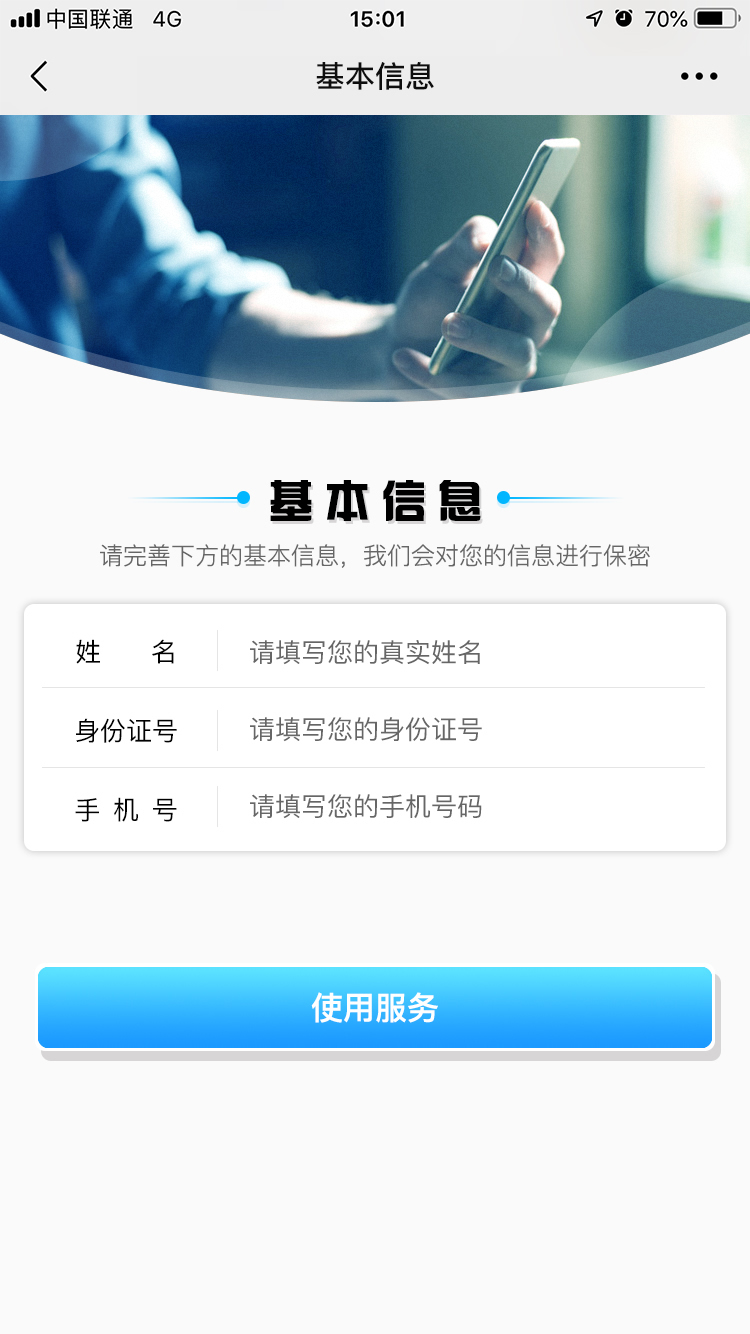 中国联通 4G 15:01 70%
基本信息
基本信息
请完善下方的基本信息，我们会对您的信息进行保密
姓 名 请填写您的真实姓名
身份证号 请填写您的身份证号
手机号 请填写您的手机号码
使用服务